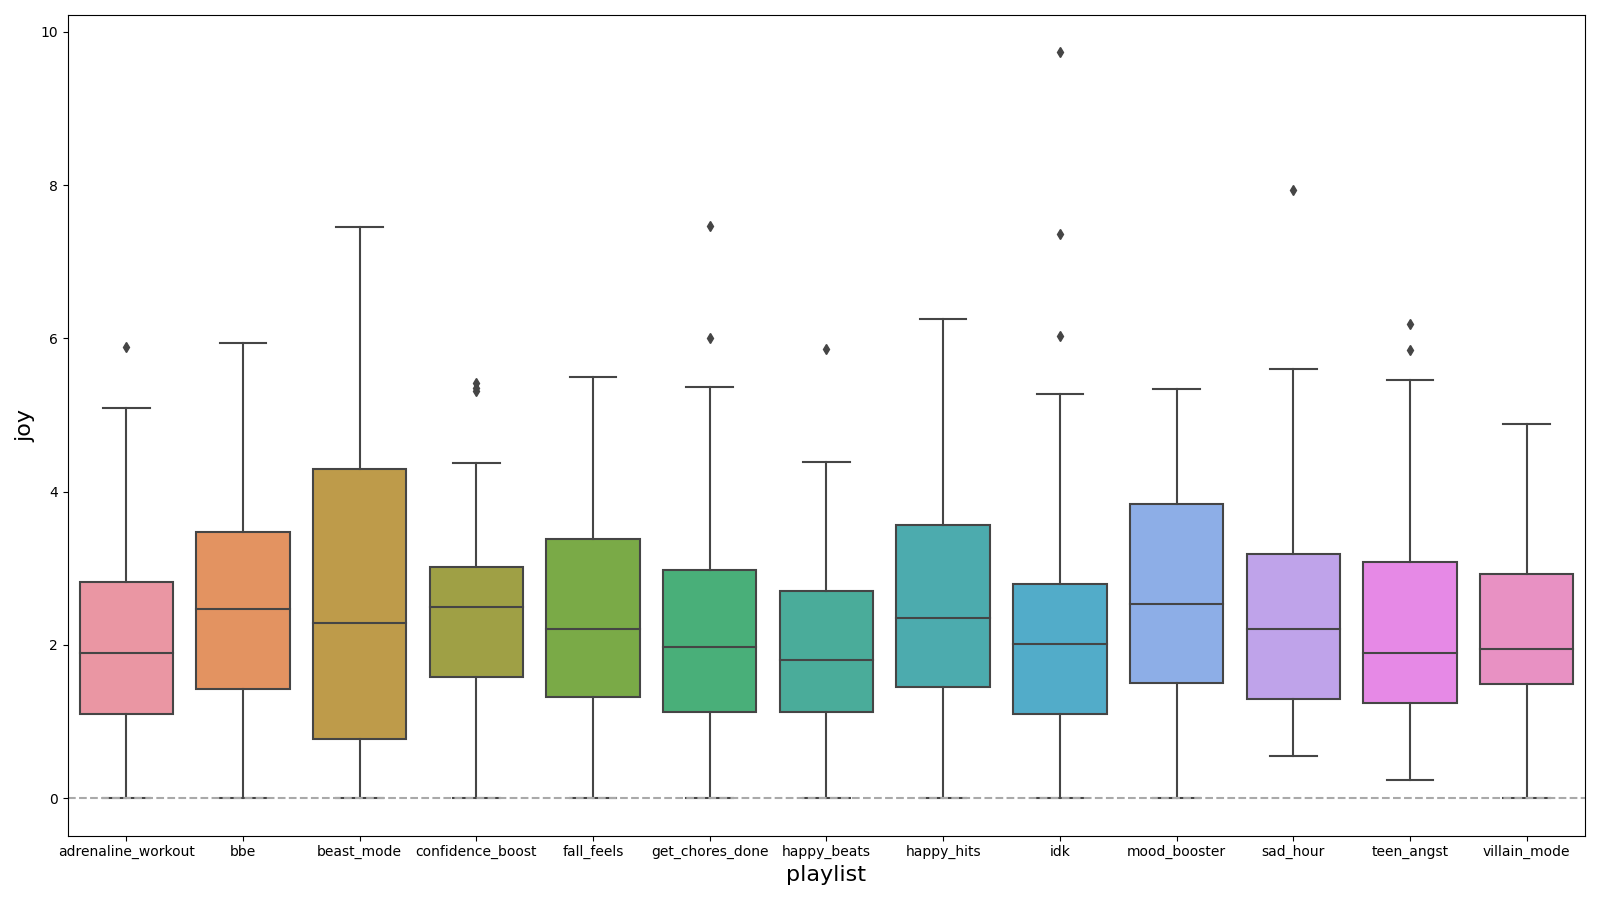 10
8
6
4
2
0
joy
adrenaline_workout bbe beast_mode confidence_boost fall_feels get_chores_done happy_beats happy_hits idk mood_booster sad_hour teen_angst villain_mode
playlist